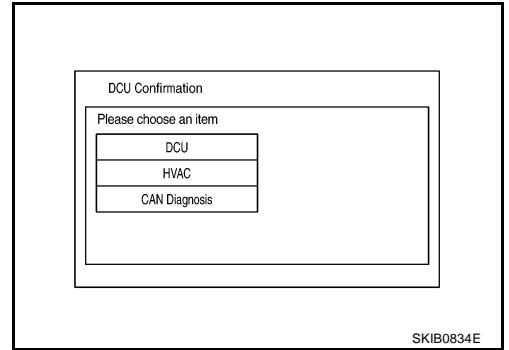 DCU Confirmation
Please choose an item
DCU
HVAC
CAN Diagnosis
SKIB0834E